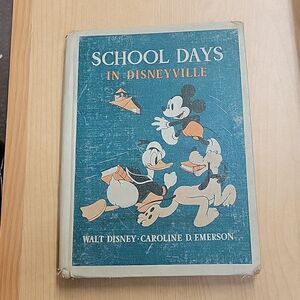 SCHOOL DAYS
IN DISNEYVILLE
WALT DISNEY · CAROLINE D. EMERSON